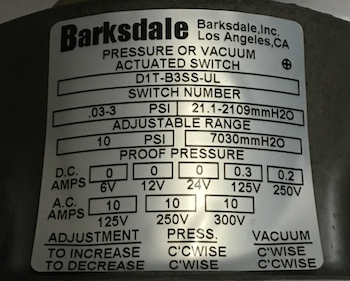 Barksdale Barksdale,Inc.
Los Angeles,CA
PRESSURE OR VACUUM
ACTUATED SWITCH
D1T-B3SS-UL
SWITCH NUMBER
.03-3 PSI 21.1-2109mmH2O
ADJUSTABLE RANGE
10 PSI 7030mmH2O
PROOF PRESSURE
D.C. AMPS 0 0 0 0.3 0.2
6V 12V 24V 125V 250V
A.C. AMPS 10 10 10
125V 250V 300V
ADJUSTMENT PRESS. VACUUM
TO INCREASE C'CWISE C'WISE
TO DECREASE C'WISE C'CWISE